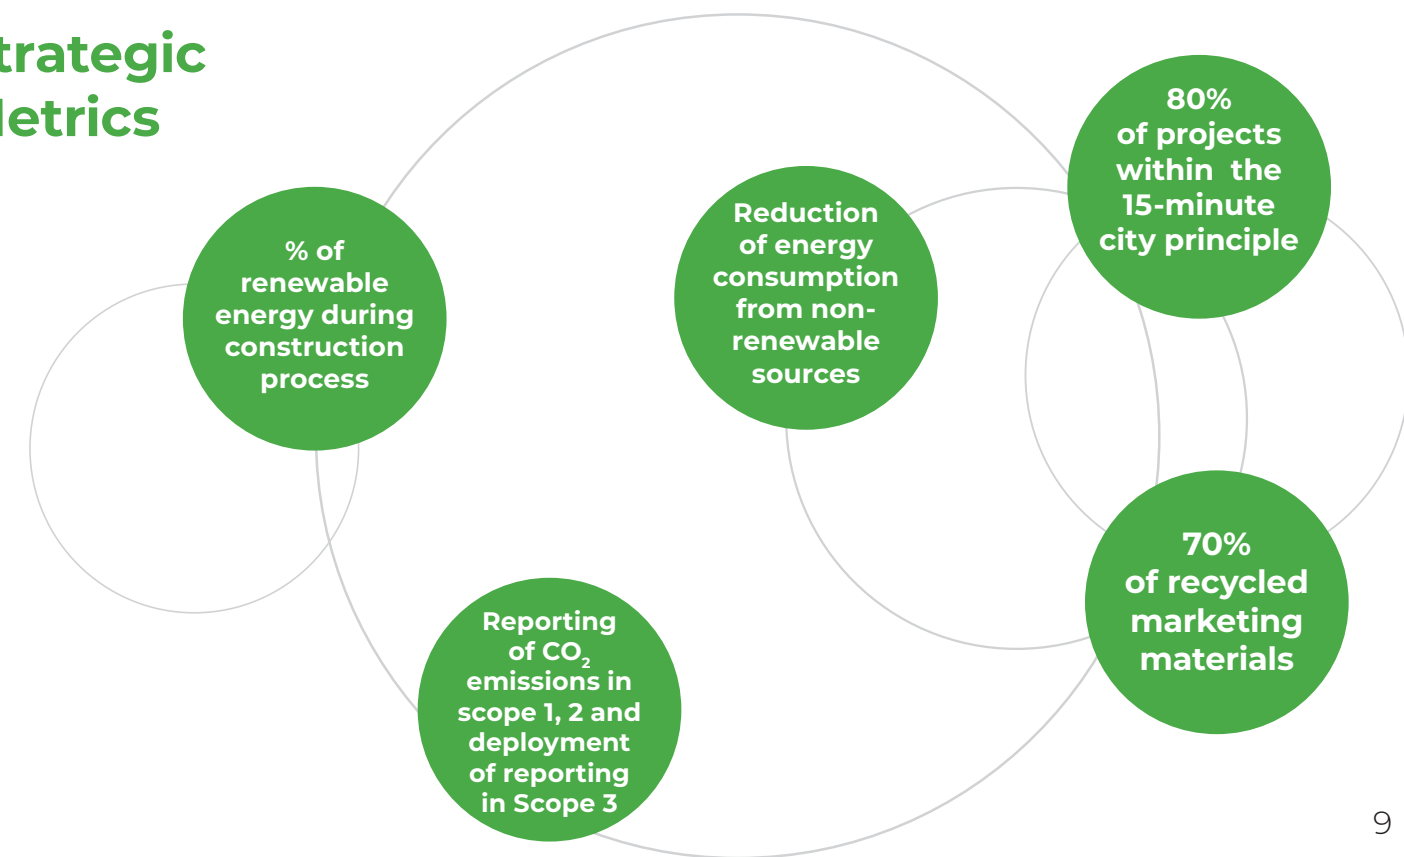 trategic
etrics
80%
of projects
within the
15-minute
city principle
Reduction
of energy
consumption
from non-
renewable
sources
% of
renewable
energy during
construction
process
70%
of recycled
marketing
materials
Reporting
of CO₂
emissions in
scope 1, 2 and
deployment
of reporting
in Scope 3
9